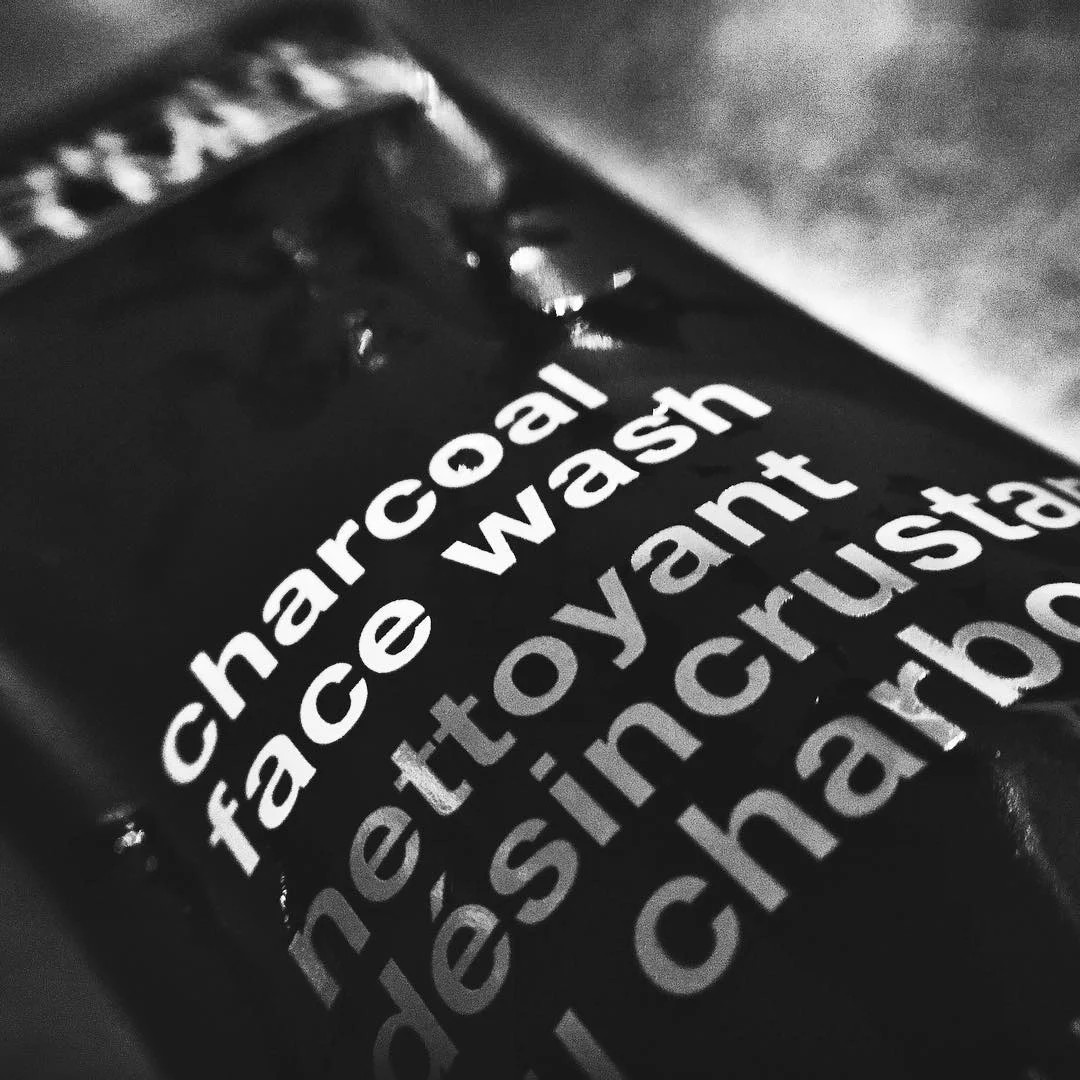 charcoal
face wash
nettoyant
désincrusta
charbo